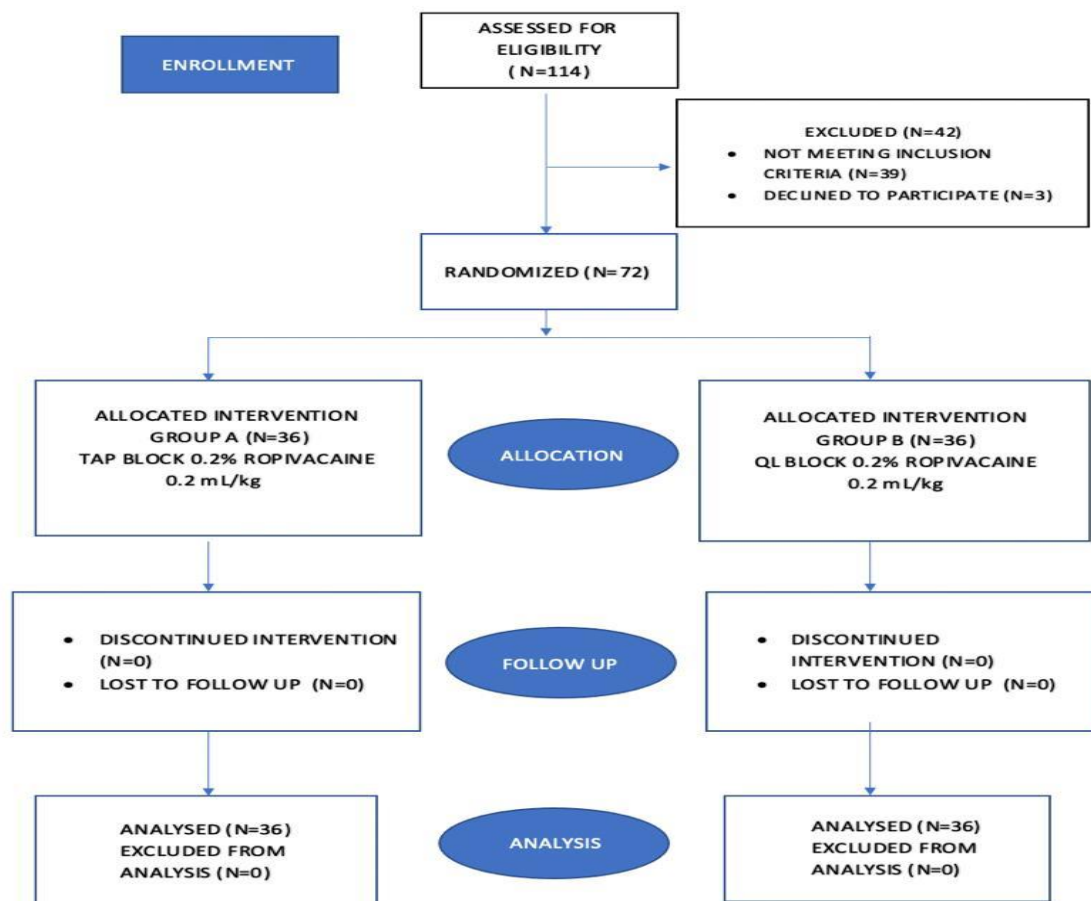 ENROLLMENT
ASSESSED FOR
ELIGIBILITY
( N=114)
EXCLUDED (N=42)
• NOT MEETING INCLUSION
CRITERIA (N=39)
• DECLINED TO PARTICIPATE (N=3)
RANDOMIZED (N=72)
ALLOCATED INTERVENTION
GROUP A (N=36)
TAP BLOCK 0.2% ROPIVACAINE
0.2 mL/kg
ALLOCATION
ALLOCATED INTERVENTION
GROUP B (N=36)
QL BLOCK 0.2% ROPIVACAINE
0.2 mL/kg
• DISCONTINUED INTERVENTION
(N=0)
• LOST TO FOLLOW UP (N=0)
FOLLOW UP
• DISCONTINUED
INTERVENTION (N=0)
• LOST TO FOLLOW UP (N=0)
ANALYSED (N=36)
EXCLUDED FROM
ANALYSIS (N=0)
ANALYSIS
ANALYSED (N=36)
EXCLUDED FROM
ANALYSIS (N=0)